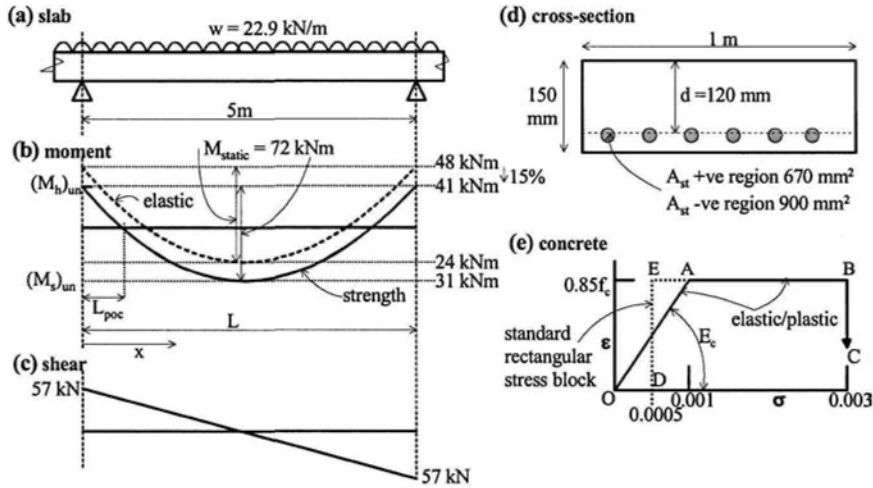 (a) slab
w = 22.9 kN/m
5m
(b) moment
M_static = 72 kNm
48 kNm
(M_h)_un
41 kNm
↓15%
elastic
24 kNm
(M_s)_un
31 kNm
strength
L_poc
L
x
(c) shear
57 kN
57 kN
(d) cross-section
1 m
150
mm
d =120 mm
A_st +ve region 670 mm²
A_st -ve region 900 mm²
(e) concrete
E A B
0.85f_c
elastic/plastic
standard
rectangular
stress block
ε
E_c
C
O
D
0.0005
0.001
σ
0.003